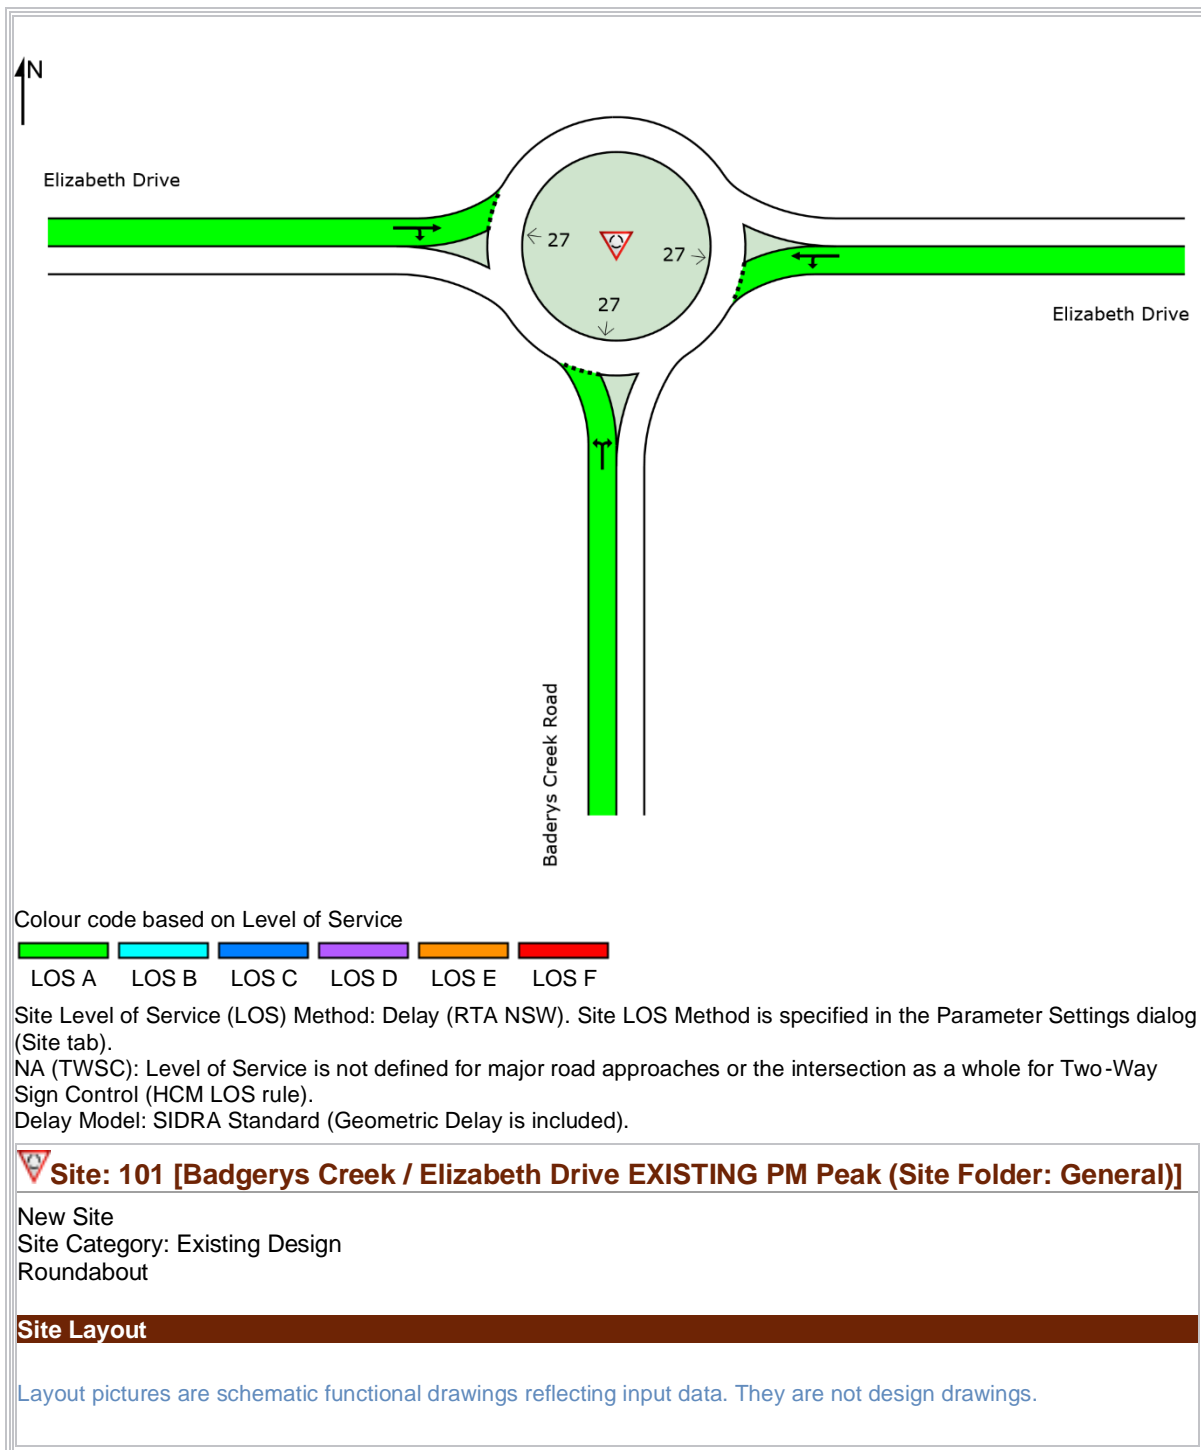 N
Elizabeth Drive
27
27
27
Elizabeth Drive
Baderys Creek Road
Colour code based on Level of Service
LOS A LOS B LOS C LOS D LOS E LOS F
Site Level of Service (LOS) Method: Delay (RTA NSW). Site LOS Method is specified in the Parameter Settings dialog
(Site tab).
NA (TWSC): Level of Service is not defined for major road approaches or the intersection as a whole for Two-Way
Sign Control (HCM LOS rule).
Delay Model: SIDRA Standard (Geometric Delay is included).
Site: 101 [Badgerys Creek / Elizabeth Drive EXISTING PM Peak (Site Folder: General)]
New Site
Site Category: Existing Design
Roundabout
Site Layout
Layout pictures are schematic functional drawings reflecting input data. They are not design drawings.